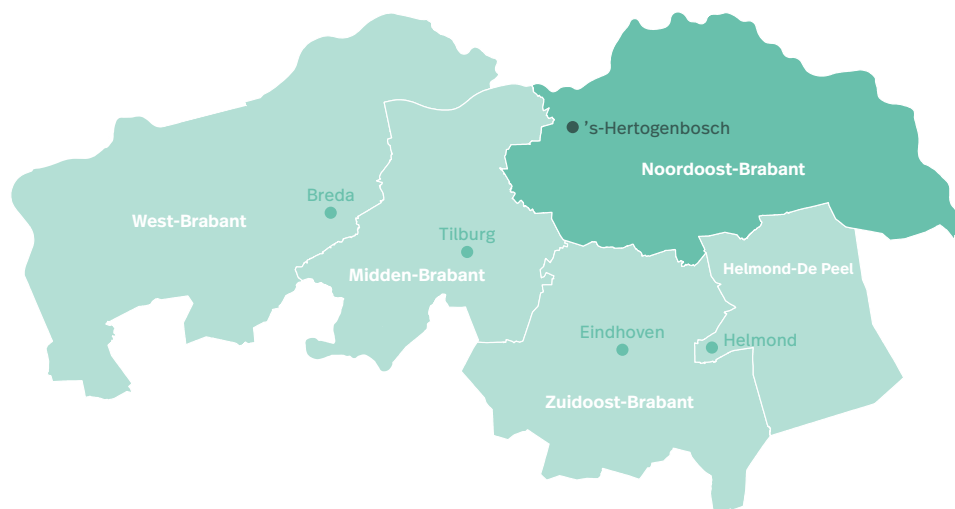 ’s-Hertogenbosch
Noordoost-Brabant
Breda
West-Brabant
Tilburg
Midden-Brabant
Helmond-De Peel
Eindhoven
Helmond
Zuidoost-Brabant